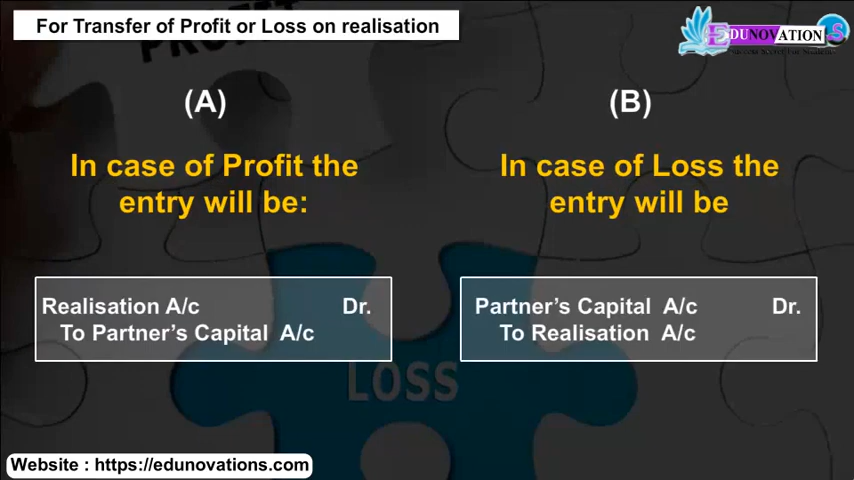 For Transfer of Profit or Loss on realisation
EDUNOVATION S
(A)
In case of Profit the
entry will be:
Realisation A/c Dr.
To Partner's Capital A/c
(B)
In case of Loss the
entry will be
Partner's Capital A/c Dr.
To Realisation A/c
LOSS
Website : https://edunovations.com